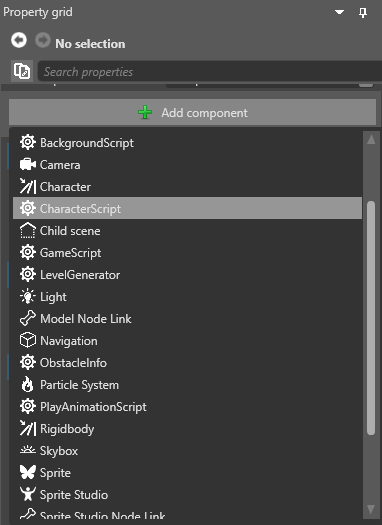 Property grid
No selection
Search properties
Add component
BackgroundScript
Camera
Character
CharacterScript
Child scene
GameScript
LevelGenerator
Light
Model Node Link
Navigation
ObstacleInfo
Particle System
PlayAnimationScript
Rigidbody
Skybox
Sprite
Sprite Studio
Sprite Studio Node Link